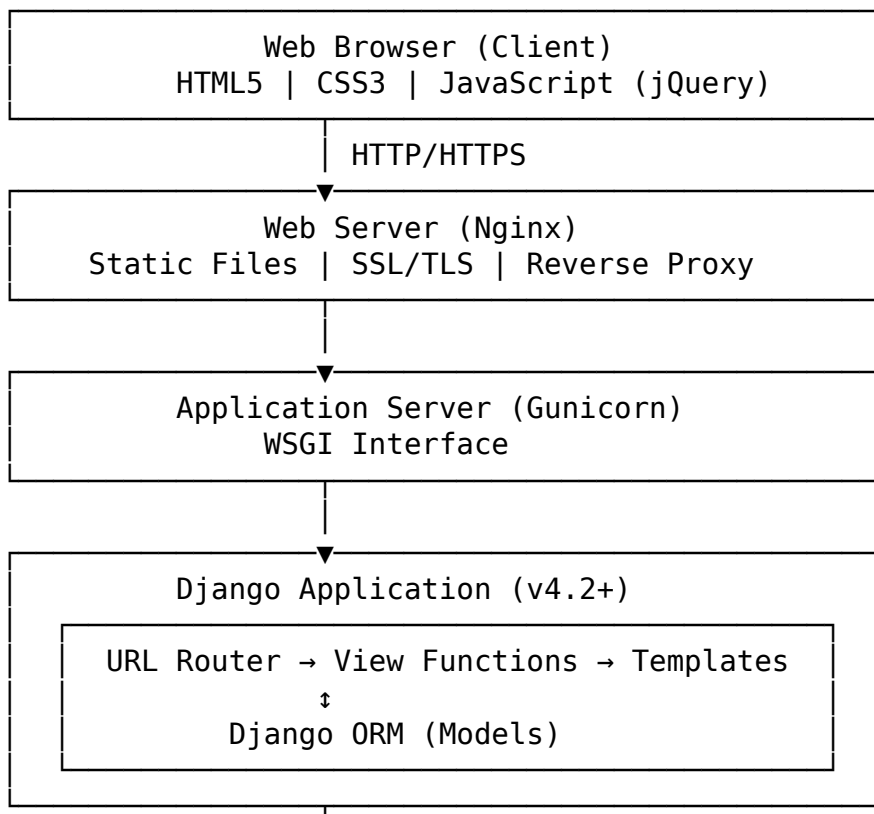 Web Browser (Client)
HTML5 | CSS3 | JavaScript (jQuery)
HTTP/HTTPS
Web Server (Nginx)
Static Files | SSL/TLS | Reverse Proxy
Application Server (Gunicorn)
WSGI Interface
Django Application (v4.2+)
URL Router → View Functions → Templates
↕
Django ORM (Models)